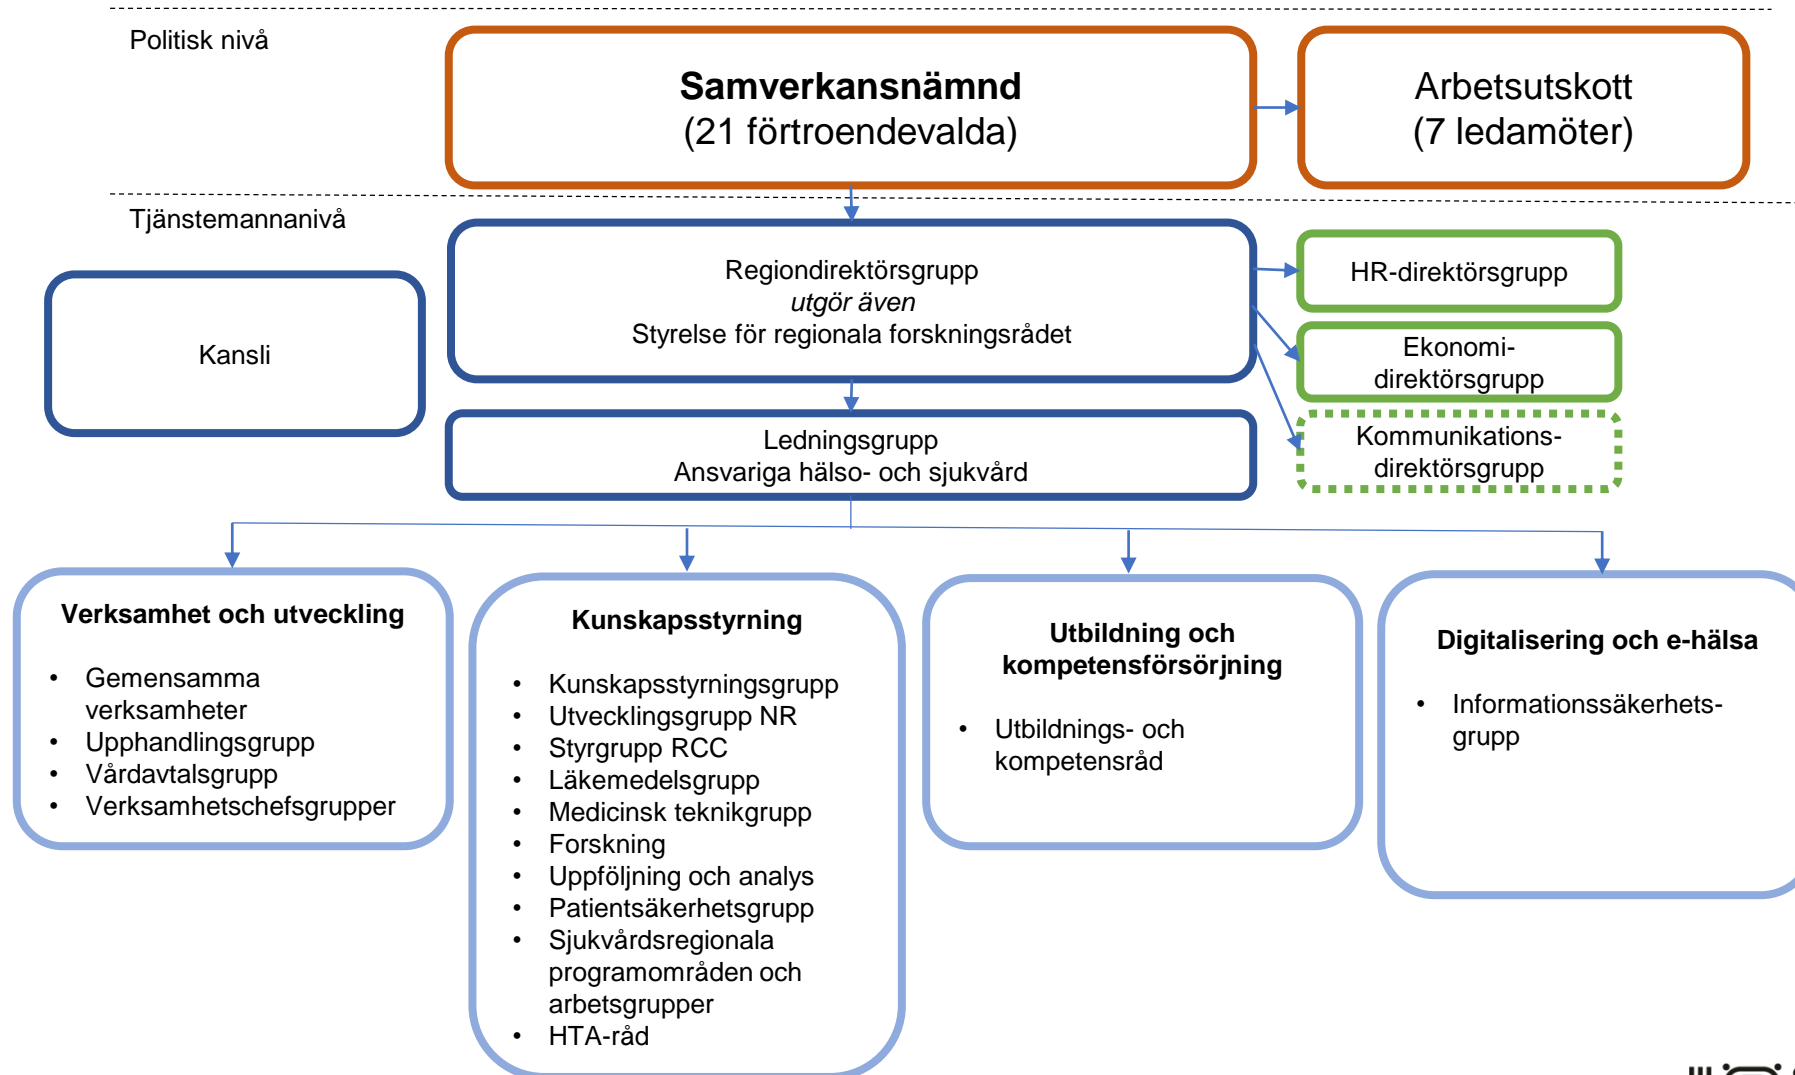 Politisk nivå
Samverkansnämnd
(21 förtroendevalda)
Arbetsutskott
(7 ledamöter)
Tjänstemannanivå
Kansli
Regiondirektörsgrupp
utgör även
Styrelse för regionala forskningsrådet
HR-direktörsgrupp
Ekonomi-
direktörsgrupp
Kommunikations-
direktörsgrupp
Ledningsgrupp
Ansvariga hälso- och sjukvård
Verksamhet och utveckling
• Gemensamma
verksamheter
• Upphandlingsgrupp
• Vårdavtalsgrupp
• Verksamhetschefsgrupper
Kunskapsstyrning
• Kunskapsstyrningsgrupp
• Utvecklingsgrupp NR
• Styrgrupp RCC
• Läkemedelsgrupp
• Medicinsk teknikgrupp
• Forskning
• Uppföljning och analys
• Patientsäkerhetsgrupp
• Sjukvårdsregionala
programområden och
arbetsgrupper
• HTA-råd
Utbildning och
kompetensförsörjning
• Utbildnings- och
kompetensråd
Digitalisering och e-hälsa
• Informationssäkerhets-
grupp